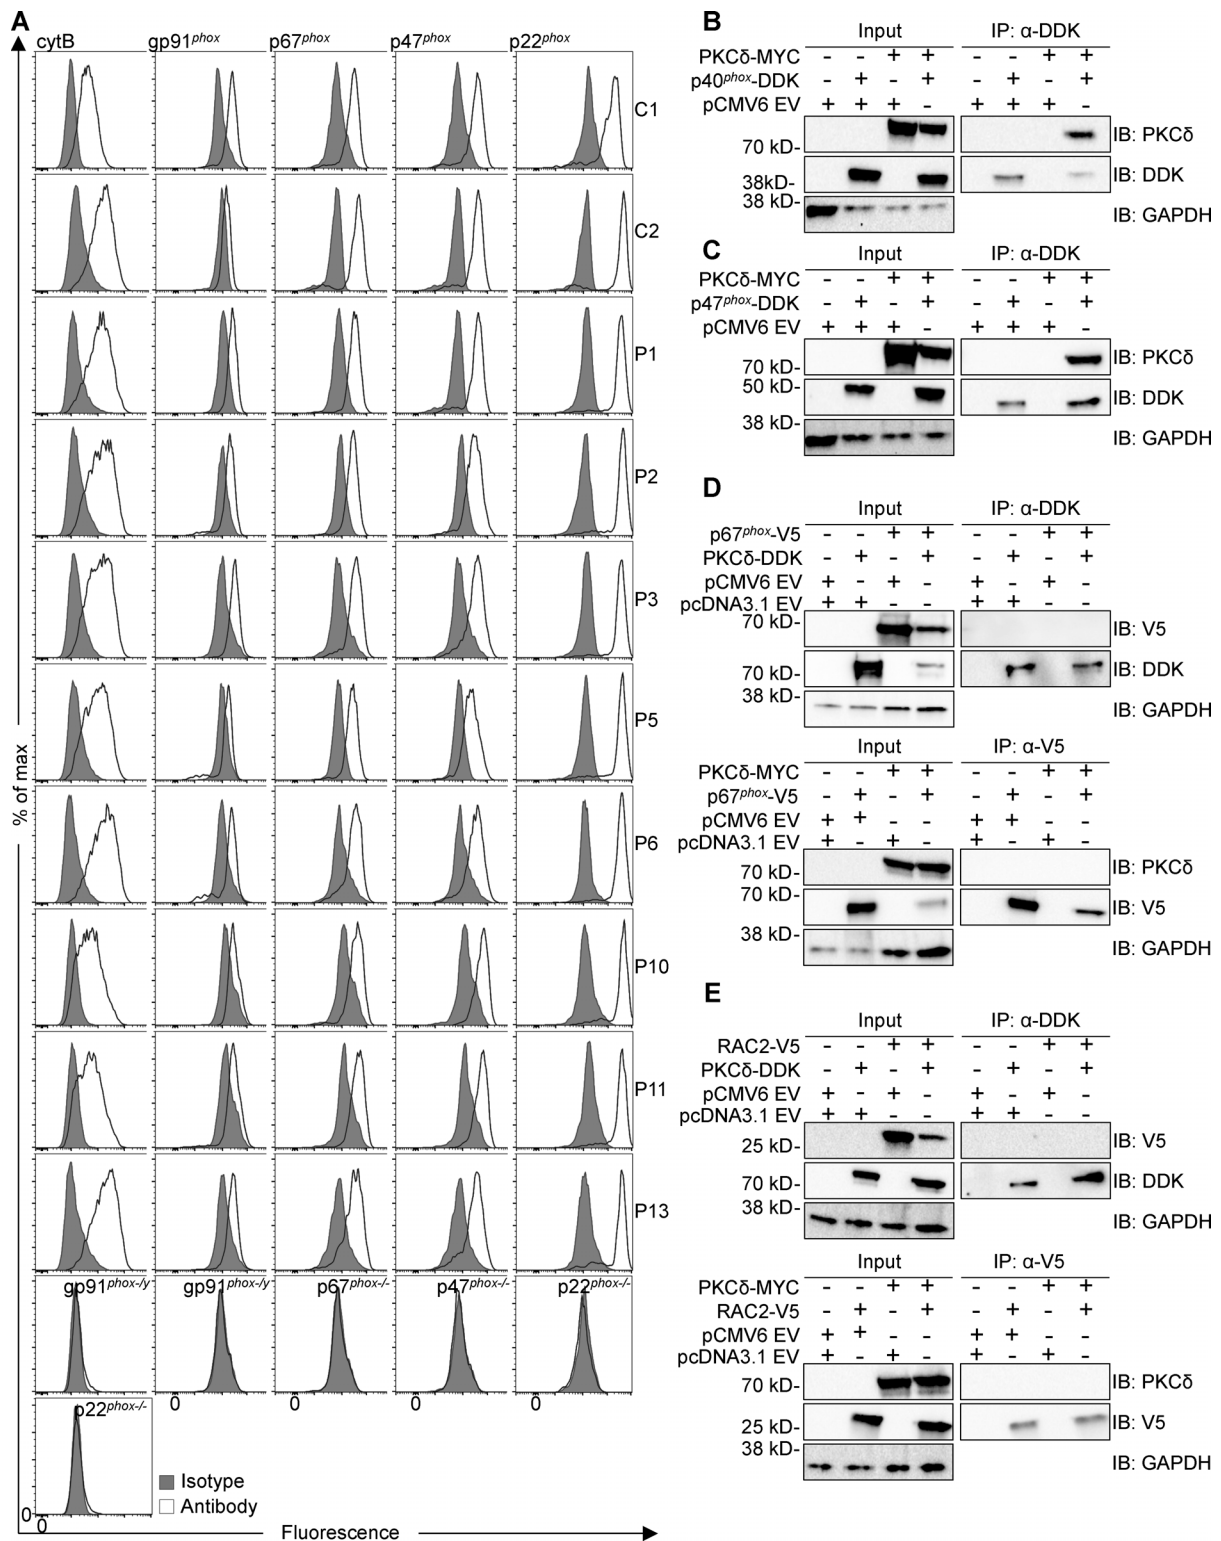 A
cytB gp91phox p67phox p47phox p22phox
C1
C2
P1
P2
P3
P5
P6
P10
P11
P13
gp91phox-/y gp91phox-/y p67phox-/- p47phox-/- p22phox-/-
0 0 0 0
p22phox-/-
0
0
% of max
Isotype
Antibody
Fluorescence
B
Input IP: α-DDK
PKCδ-MYC - - + + - - + +
p40phox-DDK - + - + - + - +
pCMV6 EV + + + - + + + -
70 kD- IB: PKCδ
38kD- IB: DDK
38 kD- IB: GAPDH
C
Input IP: α-DDK
PKCδ-MYC - - + + - - + +
p47phox-DDK - + - + - + - +
pCMV6 EV + + + - + + + -
70 kD- IB: PKCδ
50 kD- IB: DDK
38 kD- IB: GAPDH
D
Input IP: α-DDK
p67phox-V5 - - + + - - + +
PKCδ-DDK - + - + - + - +
pCMV6 EV + - + - + - + -
pcDNA3.1 EV + + - - + + - -
70 kD- IB: V5
70 kD- IB: DDK
38 kD- IB: GAPDH
Input IP: α-V5
PKCδ-MYC - - + + - - + +
p67phox-V5 - + - + - + - +
pCMV6 EV + + - - + + - -
pcDNA3.1 EV + - + - + - + -
70 kD- IB: PKCδ
70 kD- IB: V5
38 kD- IB: GAPDH
E
Input IP: α-DDK
RAC2-V5 - - + + - - + +
PKCδ-DDK - + - + - + - +
pCMV6 EV + - + - + - + -
pcDNA3.1 EV + + - - + + - -
25 kD- IB: V5
70 kD- IB: DDK
38 kD- IB: GAPDH
Input IP: α-V5
PKCδ-MYC - - + + - - + +
RAC2-V5 - + - + - + - +
pCMV6 EV + + - - + + - -
pcDNA3.1 EV + - + - + - + -
70 kD- IB: PKCδ
25 kD- IB: V5
38 kD- IB: GAPDH